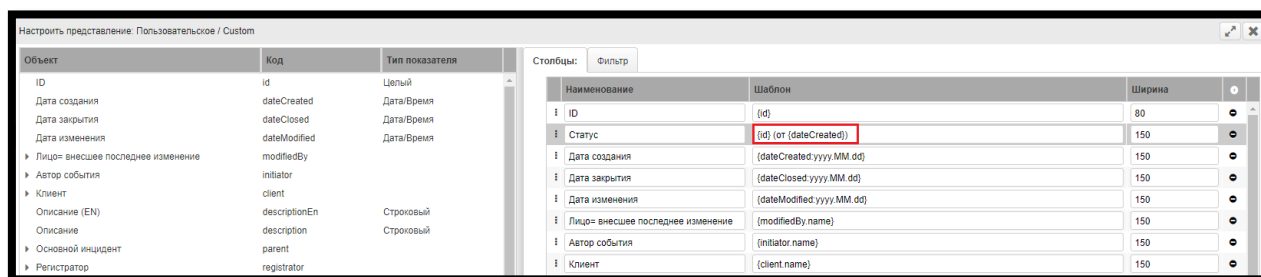 Настроить представление: Пользовательское / Custom
Объект Код Тип показателя
ID id Целый
Дата создания dateCreated Дата/Время
Дата закрытия dateClosed Дата/Время
Дата изменения dateModified Дата/Время
Лицо= внесшее последнее изменение modifiedBy
Автор события initiator
Клиент client
Описание (EN) descriptionEn Строковый
Описание description Строковый
Основной инцидент parent
Регистратор registrator
Столбцы: Фильтр
Наименование Шаблон Ширина
ID {id} 80
Статус {id} (от {dateCreated}) 150
Дата создания {dateCreated:yyyy.MM.dd} 150
Дата закрытия {dateClosed:yyyy.MM.dd} 150
Дата изменения {dateModified:yyyy.MM.dd} 150
Лицо= внесшее последнее изменение {modifiedBy.name} 150
Автор события {initiator.name} 150
Клиент {client.name} 150